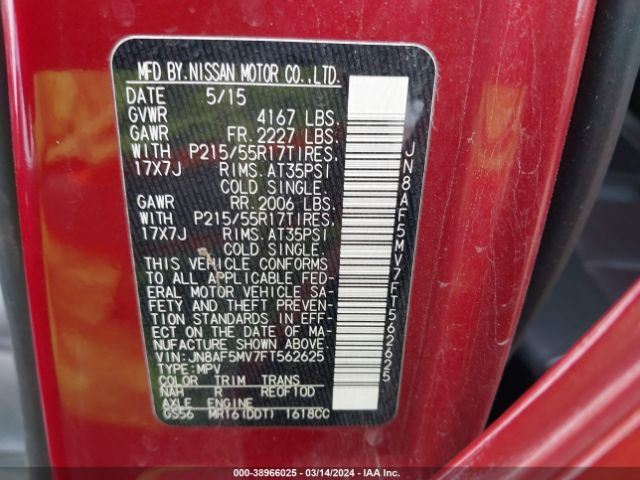 MFD BY.NISSAN MOTOR CO.,LTD.
DATE 5/15
GVWR 4167 LBS.
GAWR FR.2227 LBS.
WITH P215/55R17TIRES.
17X7J RIMS.AT35PSI
COLD SINGLE.
GAWR RR.2006 LBS.
WITH P215/55R17TIRES.
17X7J RIMS.AT35PSI
COLD SINGLE.
THIS VEHICLE CONFORMS
TO ALL APPLICABLE FED-
ERAL MOTOR VEHICLE SA-
FETY AND THEFT PREVEN-
TION STANDARDS IN EFF-
ECT ON THE DATE OF MA-
NUFACTURE SHOWN ABOVE.
VIN:JN8AF5MV7FT562625
TYPE:MPV
COLOR TRIM TRANS
NAH R REOF10D
AXLE ENGINE
GS56 MR16(DDT) 1618CC
JN8AF5MV7FT562625
000-38966025 - 03/14/2024 - IAA Inc.